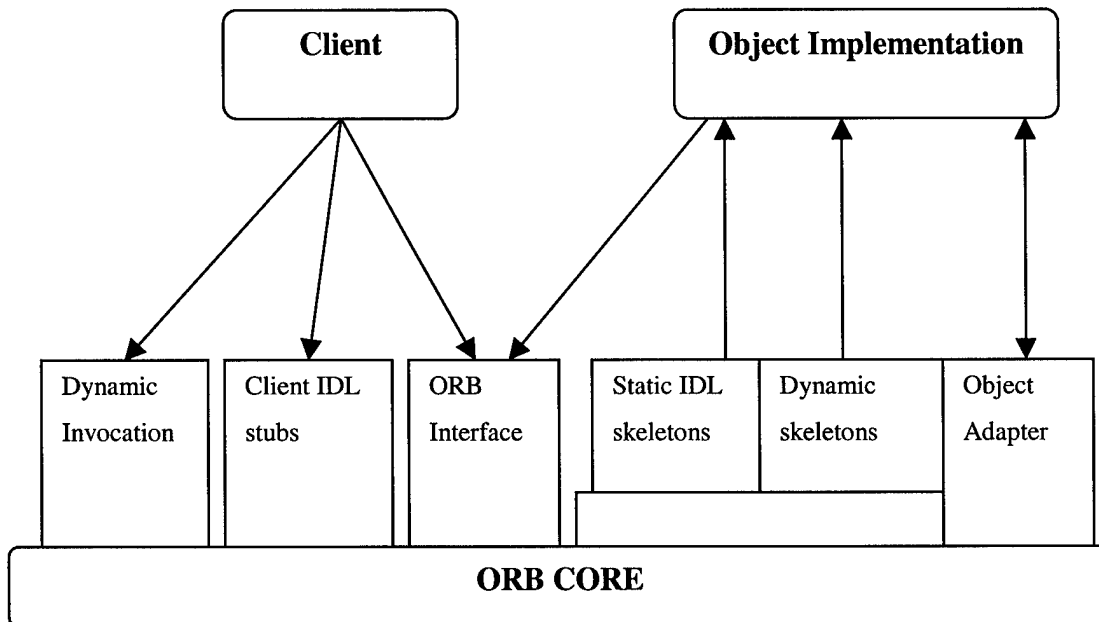 Client
Object Implementation
Dynamic
Invocation
Client IDL
stubs
ORB
Interface
Static IDL
skeletons
Dynamic
skeletons
Object
Adapter
ORB CORE